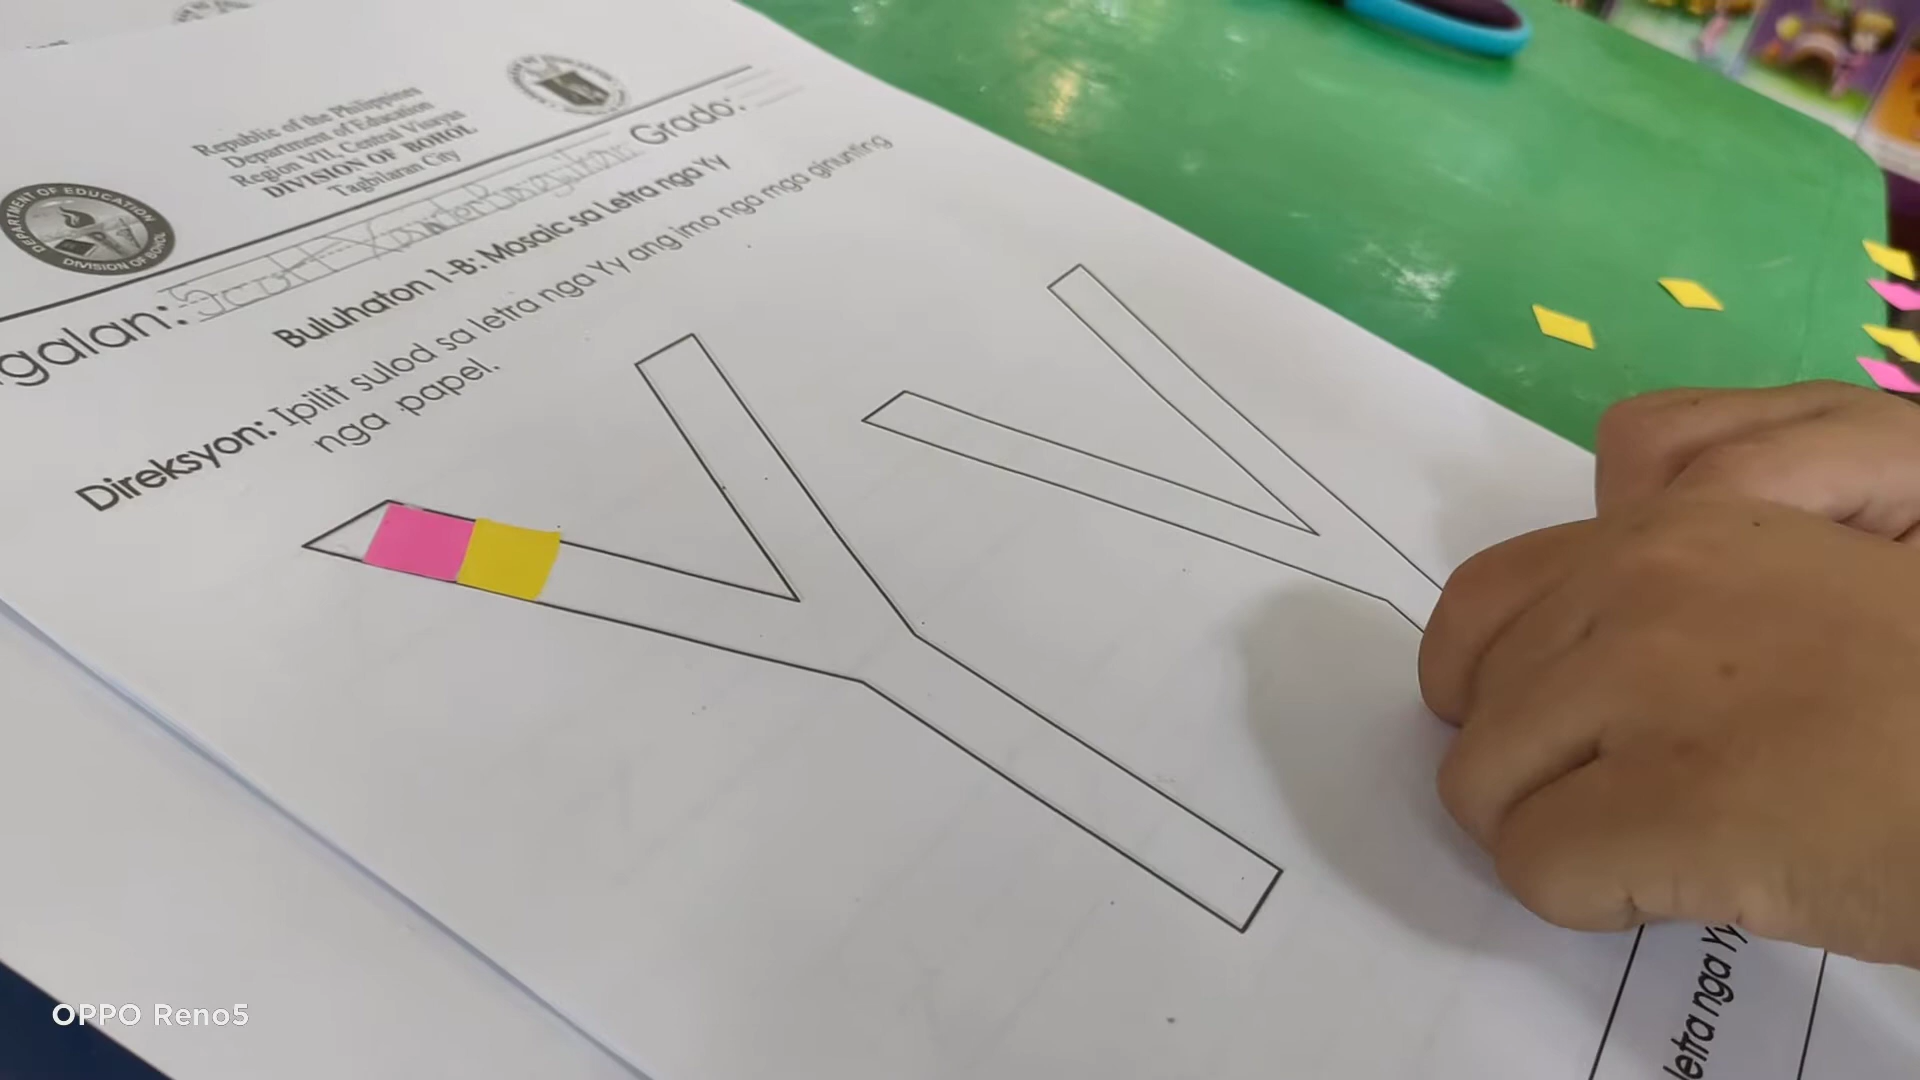 Republic of the Philippines
Department of Education
Region VII, Central Visayas
DIVISION OF BOHOL
Tagbilaran City
DEPARTMENT OF EDUCATION
DIVISION OF BOHOL
galan: Grado:
Buluhaton 1-B: Mosaic sa Letra nga Yy
Direksyon: Ipilit sulod sa letra nga Yy ang imo nga mga ginunting
nga papel.
Yy
letra nga Yy
OPPO Reno5